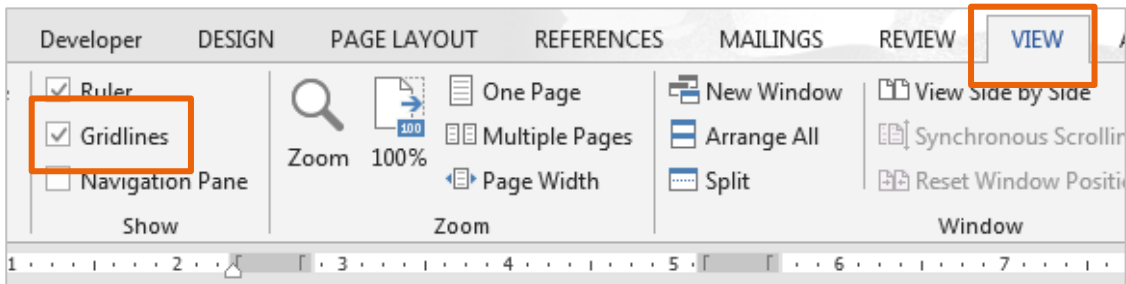 Developer DESIGN PAGE LAYOUT REFERENCES MAILINGS REVIEW VIEW
Ruler One Page New Window View Side by Side
Gridlines Multiple Pages Arrange All Synchronous
Zoom 100% 100
Navigation Pane Page Width Split Reset Window
Show Zoom Window
1 2 3 4 5 6 7